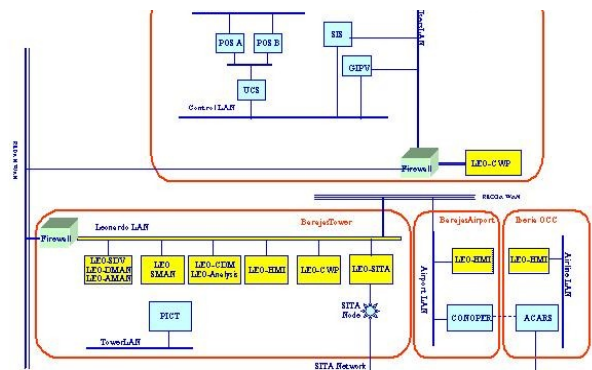 POS A
POS B
SIS
GIPV
UCS
Control LAN
Firewall
LEO-CWP
Leonardo LAN
BarajasTower
BarajasAirport
Iberia OCC
Firewall
LEO-SDV
LEO-DMAN
LEO-AMAN
LEO
SMAN
LEO-CDM
LEO-Analysis
LEO-HMI
LEO-CWP
LEO-SITA
LEO-HMI
LEO-HMI
Airport LAN
Airline LAN
PICT
SITA
Node
CONOPER
ACARS
TowerLAN
SITA Network